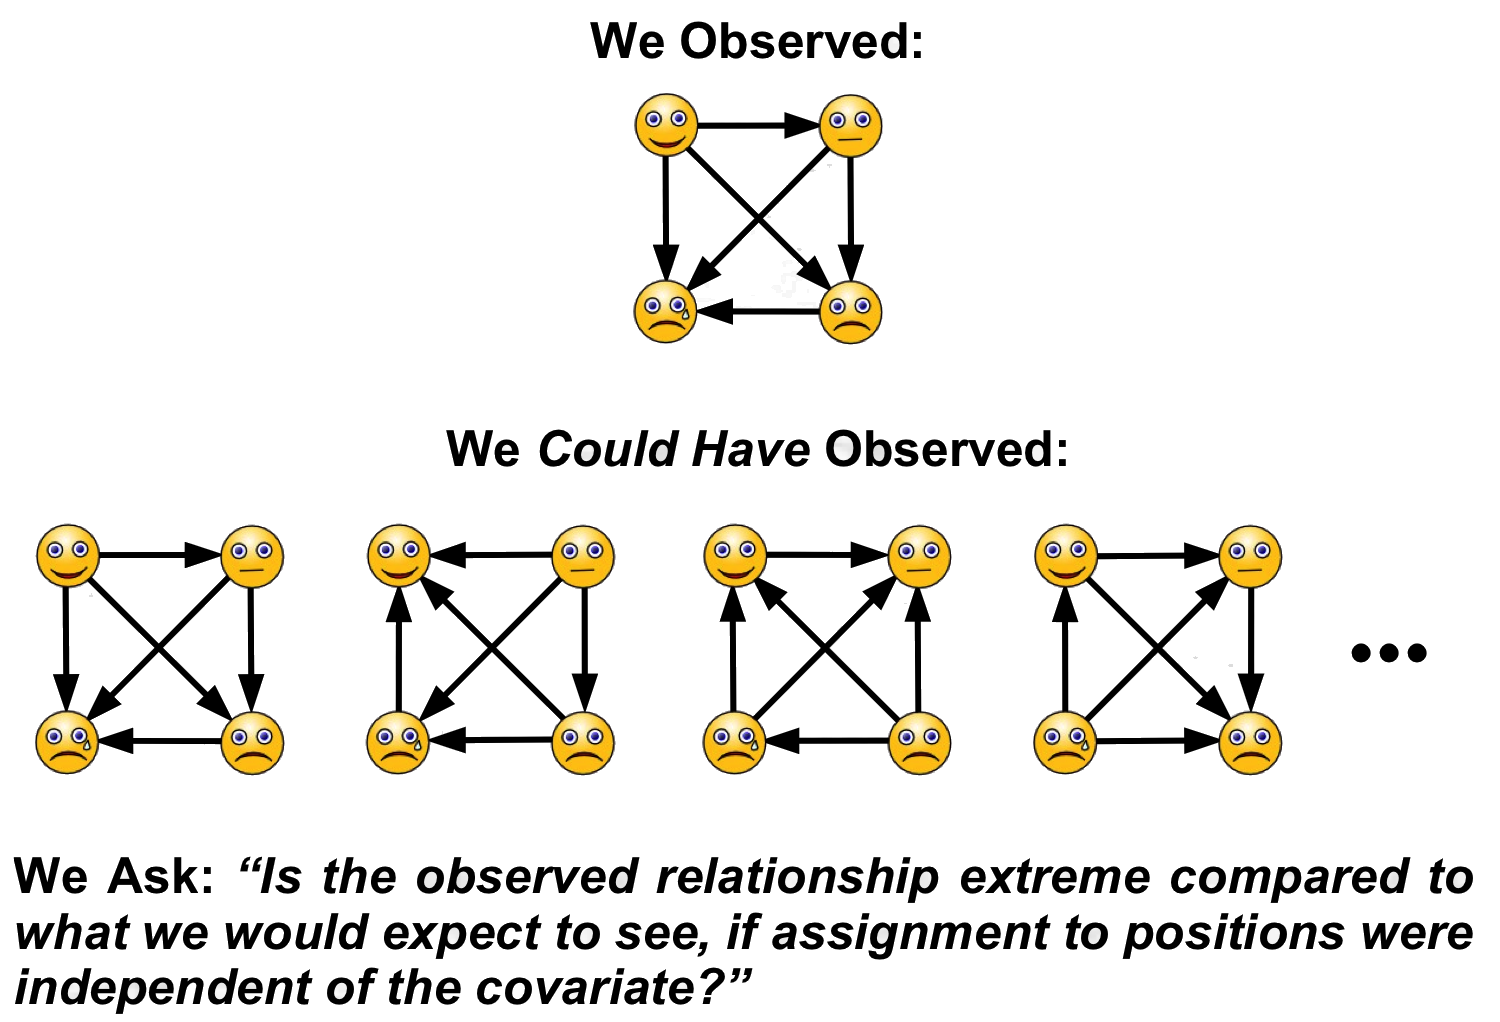 We Observed:
We Could Have Observed:
We Ask: “Is the observed relationship extreme compared to
what we would expect to see, if assignment to positions were
independent of the covariate?”